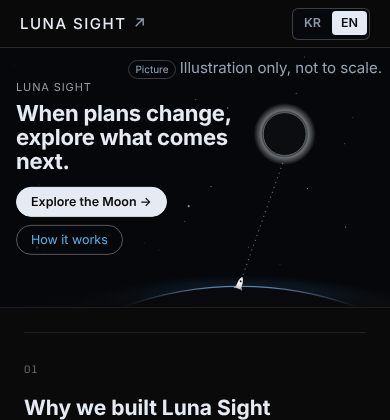 LUNA SIGHT ↗
KR EN
Picture Illustration only, not to scale.
LUNA SIGHT
When plans change,
explore what comes
next.
Explore the Moon →
How it works
01
Why we built Luna Sight